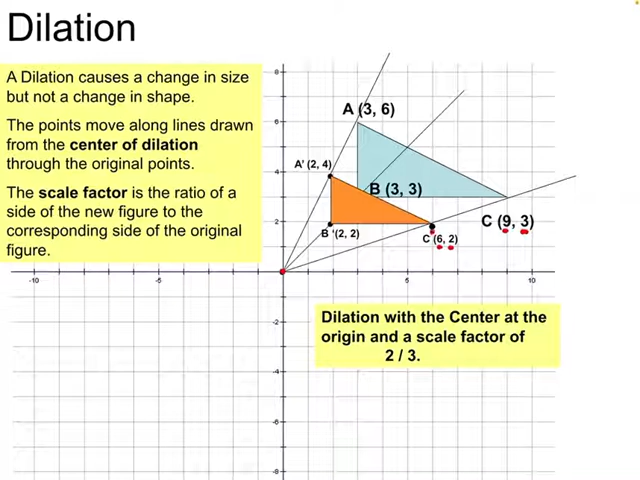 Dilation
A Dilation causes a change in size
but not a change in shape.
The points move along lines drawn
from the center of dilation
through the original points.
The scale factor is the ratio of a
side of the new figure to the
corresponding side of the original
figure.
8
A (3, 6)
6
A' (2, 4)
4
B (3, 3)
C (9, 3)
2
B '(2, 2)
C (6, 2)
-10
-5
5
10
Dilation with the Center at the
origin and a scale factor of
2 / 3.
-2
-4
-6
-8